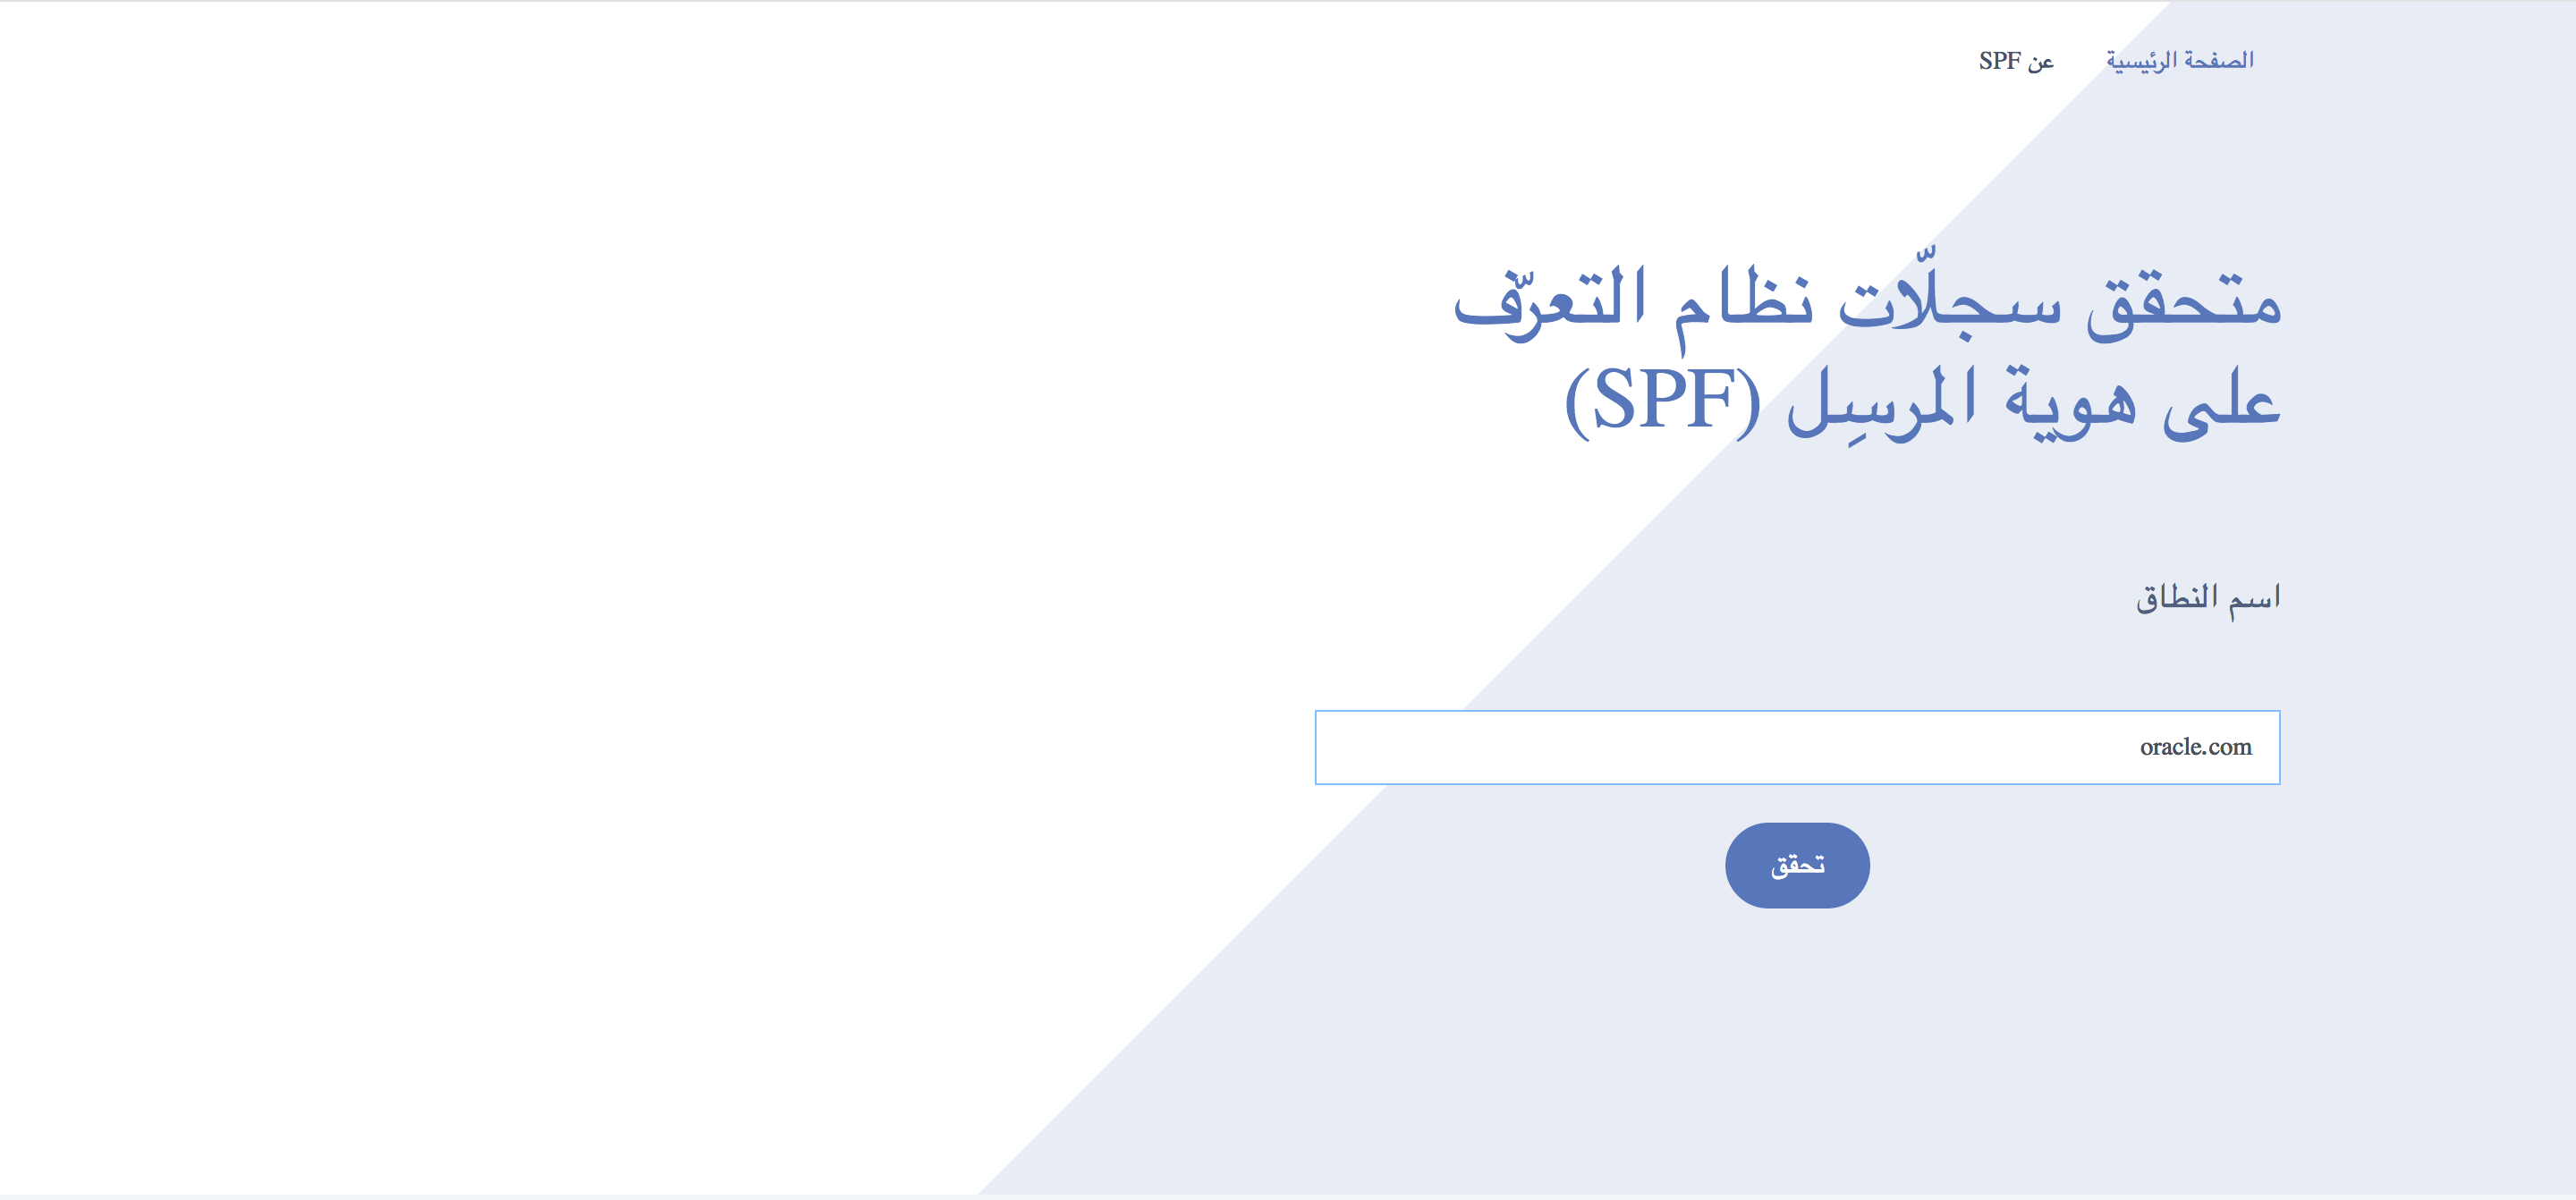 الصفحة الرئيسية
عن SPF
متحقق سجلّات نظام التعرّف
على هوية المرسِل (SPF)
اسم النطاق
oracle.com
تحقق